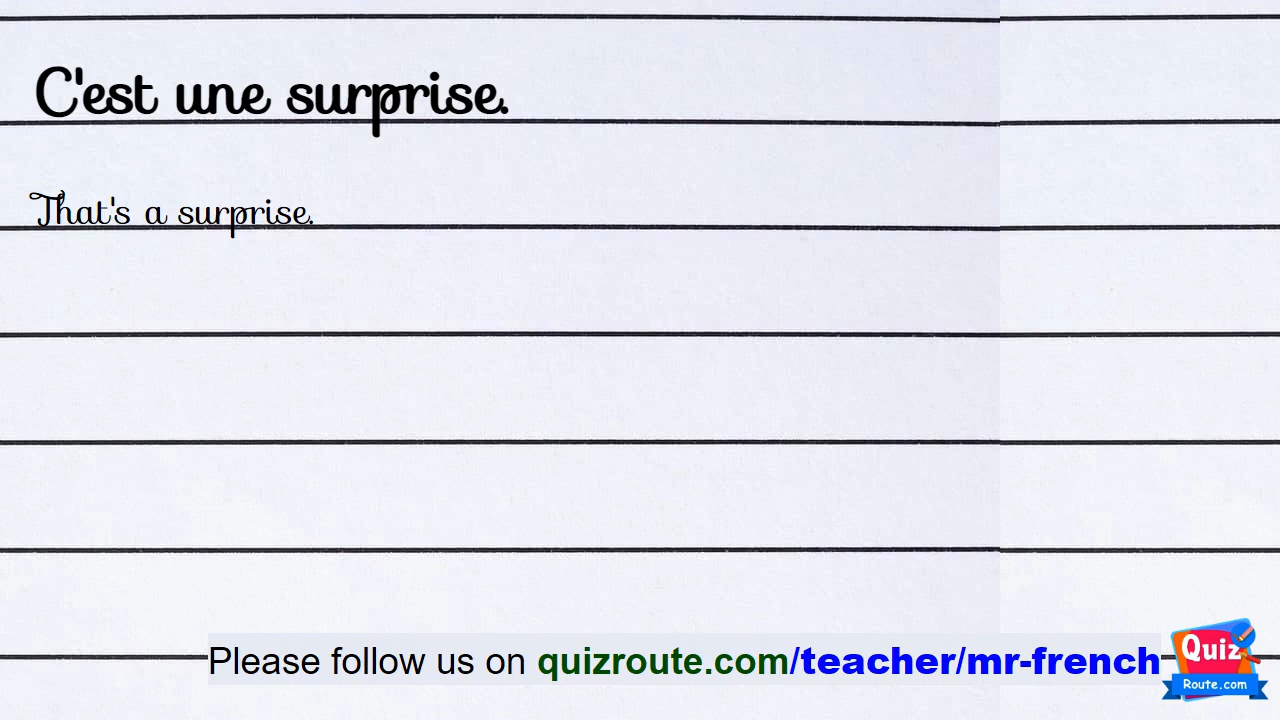 C'est une surprise.
That's a surprise.
Please follow us on quizroute.com/teacher/mr-french
Quiz
Route.com